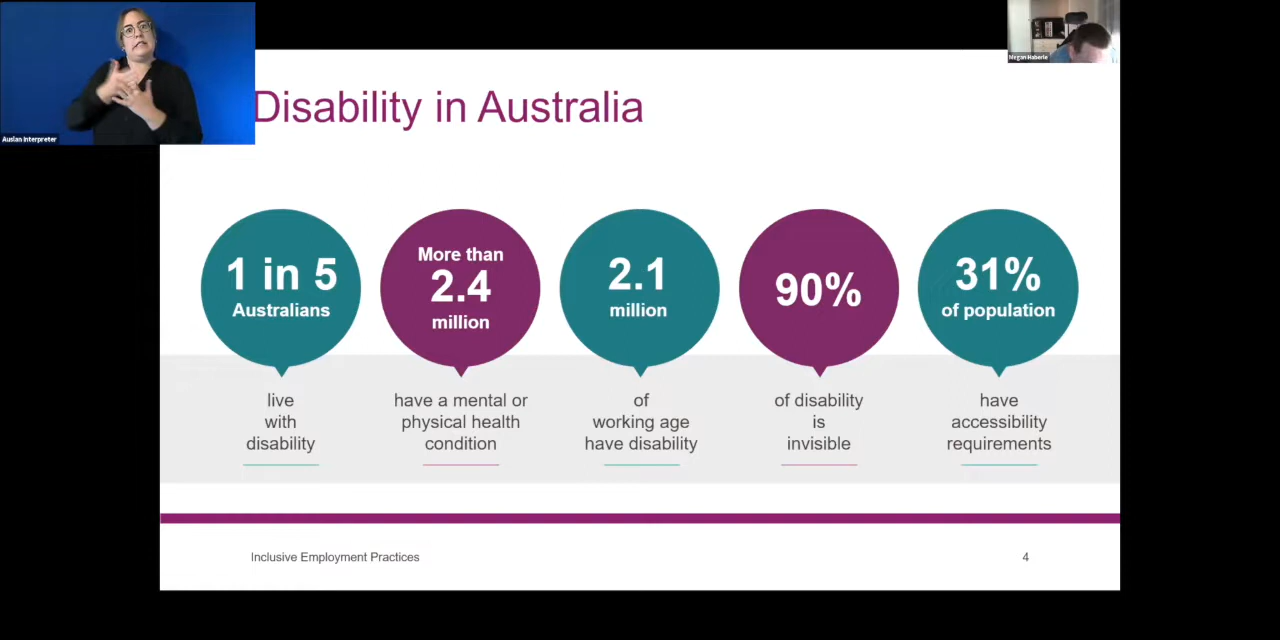 Auslan Interpreter
Megan Haberle
Disability in Australia
1 in 5
Australians
live
with
disability
More than
2.4
million
have a mental or
physical health
condition
2.1
million
of
working age
have disability
90%
of disability
is
invisible
31%
of population
have
accessibility
requirements
Inclusive Employment Practices
4